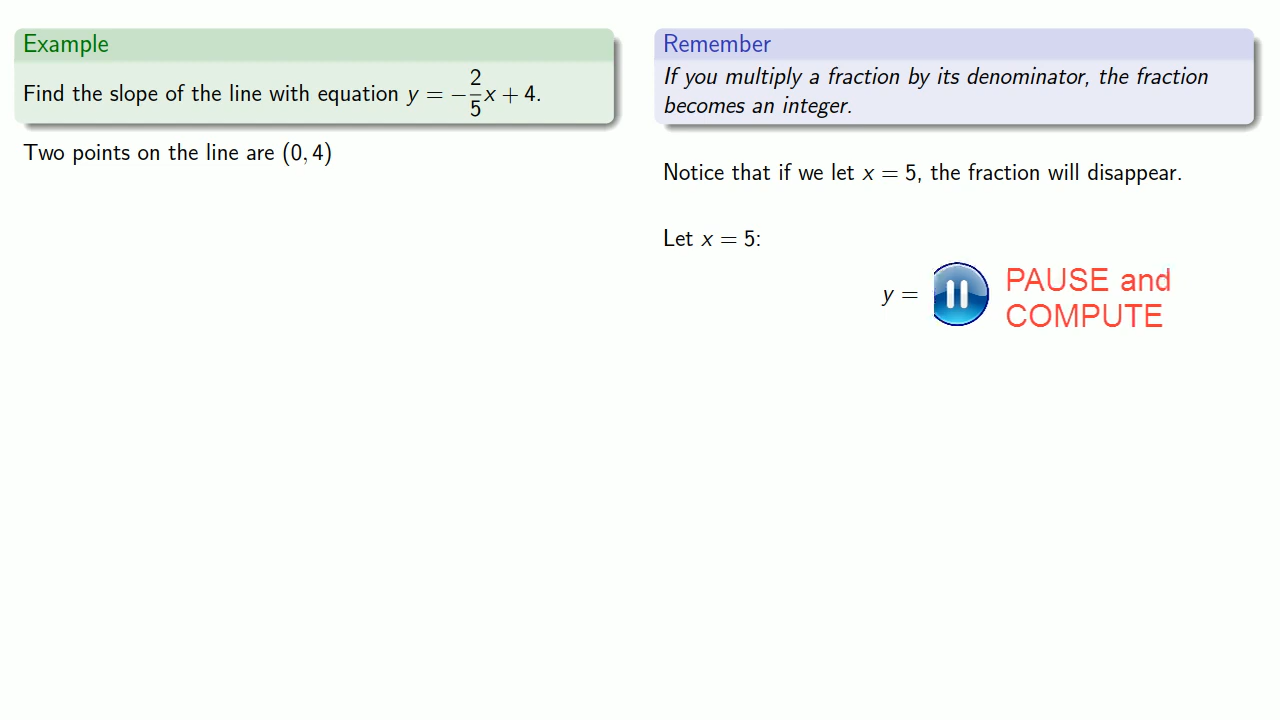 Example
Find the slope of the line with equation y = −2/5x + 4.
Two points on the line are (0, 4)
Remember
If you multiply a fraction by its denominator, the fraction
becomes an integer.
Notice that if we let x = 5, the fraction will disappear.
Let x = 5:
y =
PAUSE and
COMPUTE